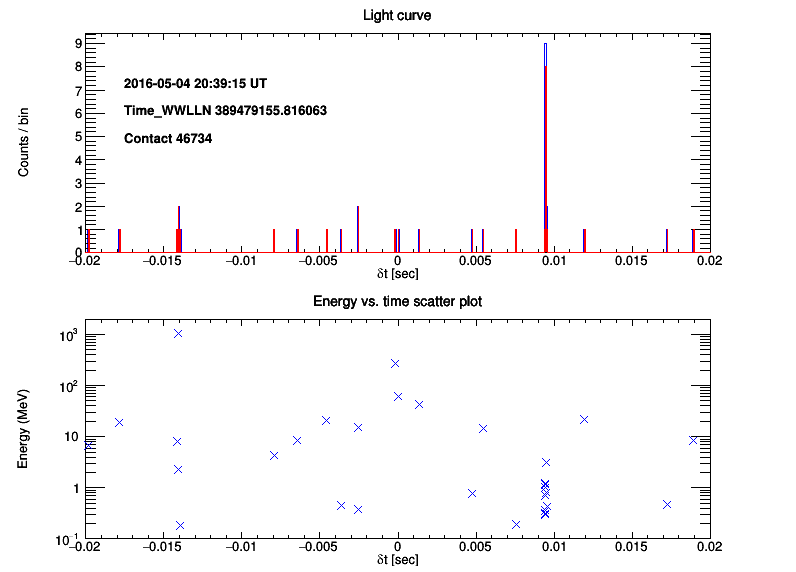 Light curve
Counts / bin
9
8
7
6
5
4
3
2
1
0
2016-05-04 20:39:15 UT
Time_WWLLN 389479155.816063
Contact 46734
−0.02 −0.015 −0.01 −0.005 0 0.005 0.01 0.015 0.02
δt [sec]
Energy vs. time scatter plot
Energy (MeV)
10³
10²
10
1
10⁻¹
−0.02 −0.015 −0.01 −0.005 0 0.005 0.01 0.015 0.02
δt [sec]